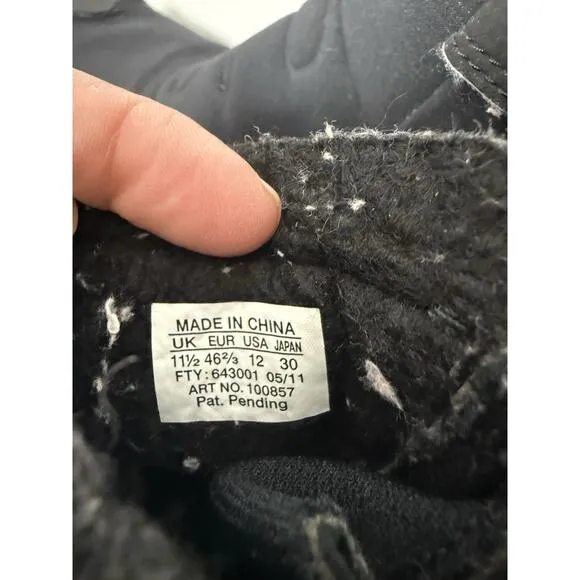 MADE IN CHINA
UK EUR USA JAPAN
11½ 46⅔ 12 30
FTY: 643001 05/11
ART NO. 100857
Pat. Pending